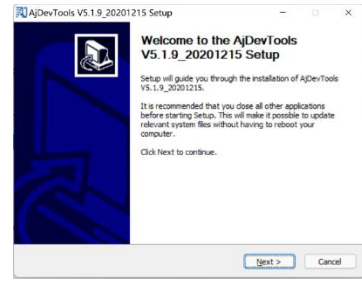 AjDevTools V5.1.9_20201215 Setup
Welcome to the AjDevTools
V5.1.9_20201215 Setup
Setup will guide you through the installation of AjDevTools
V5.1.9_20201215.
It is recommended that you close all other applications
before starting Setup. This will make it possible to update
relevant system files without having to reboot your
computer.
Click Next to continue.
Next >
Cancel